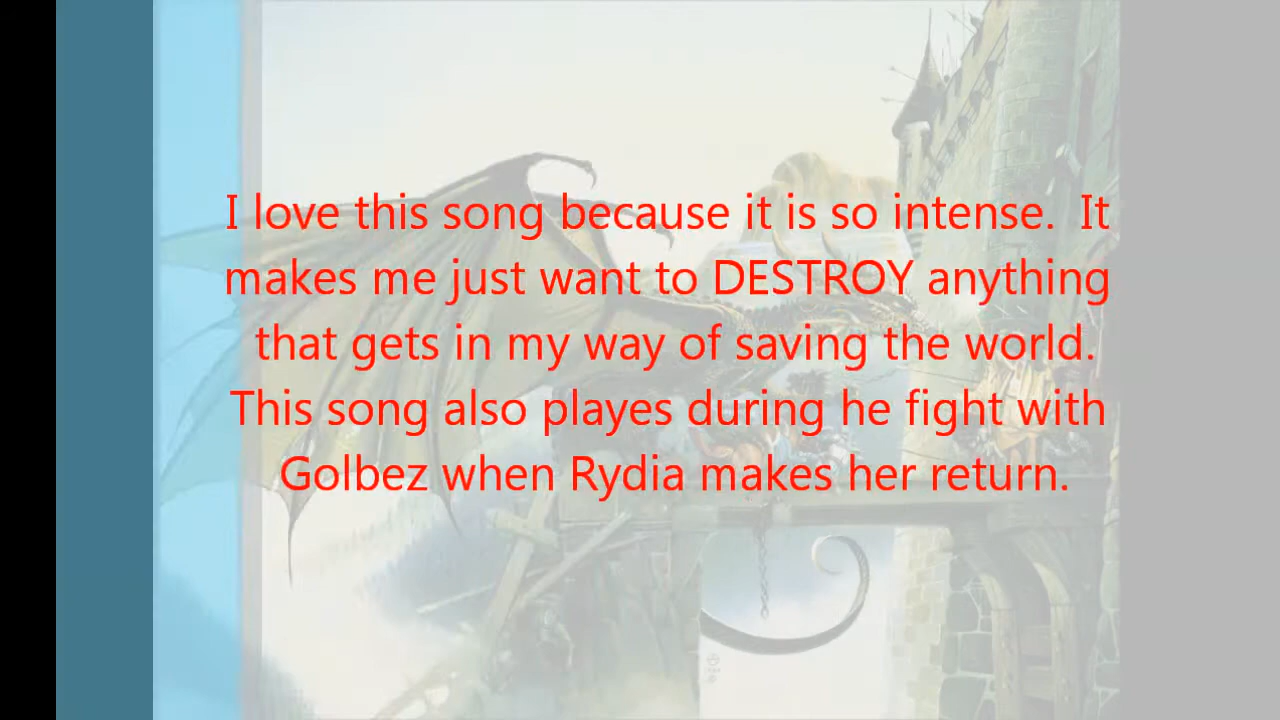 I love this song because it is so intense.  It
makes me just want to DESTROY anything
that gets in my way of saving the world.
This song also playes during he fight with
Golbez when Rydia makes her return.